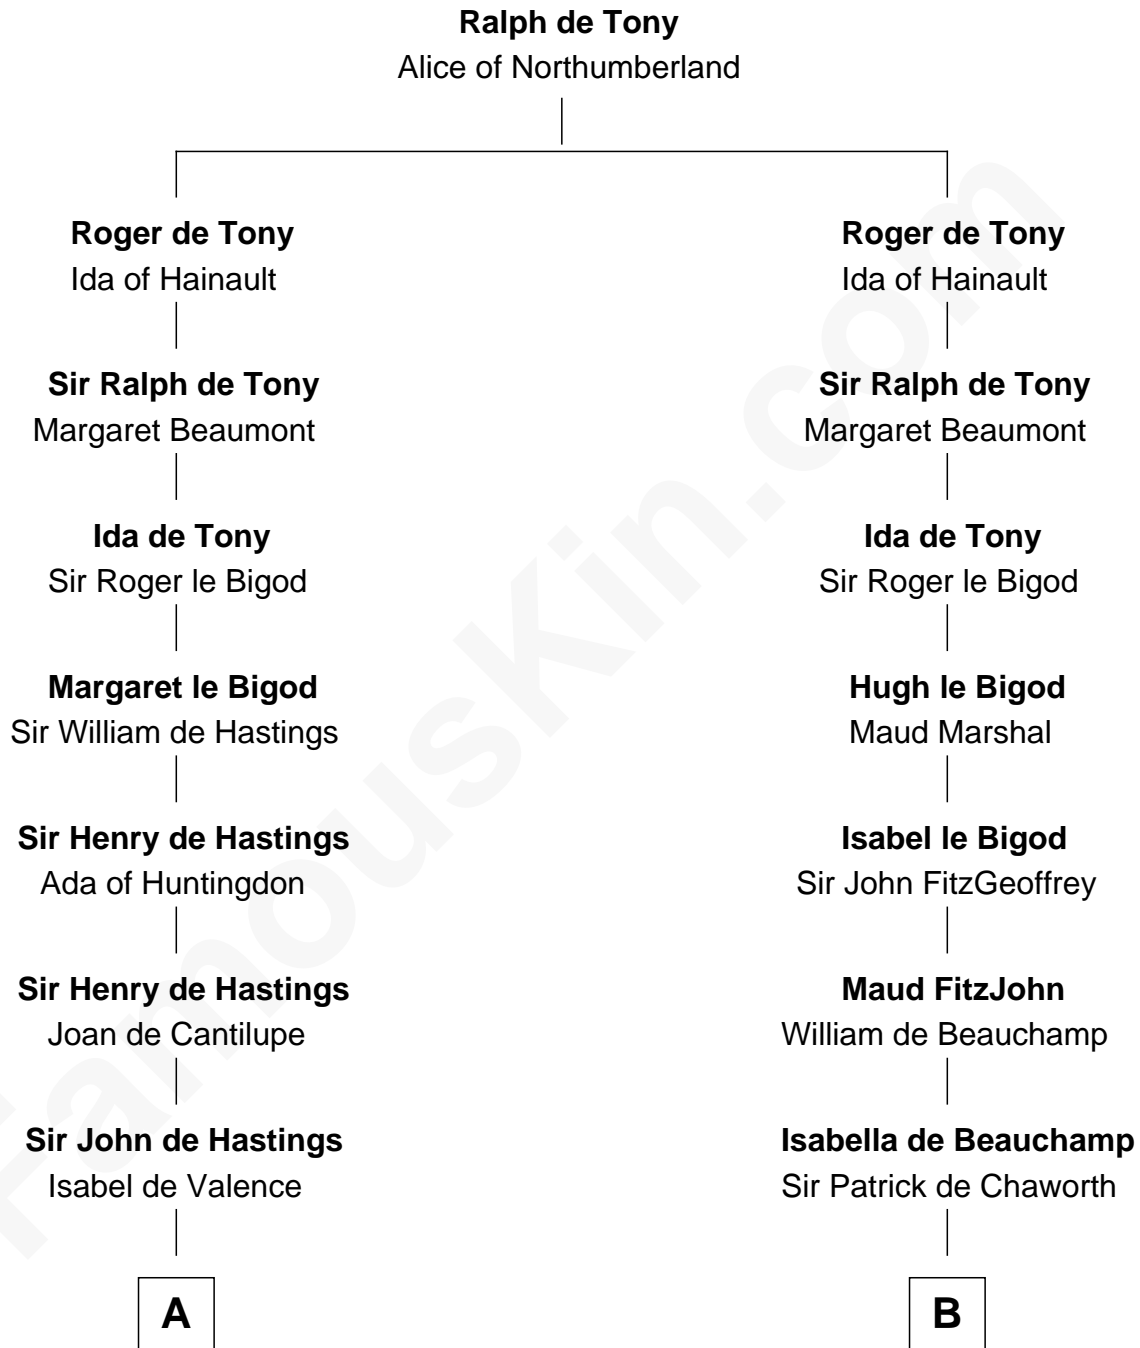 Ralph de Tony
Alice of Northumberland
Roger de Tony
Ida of Hainault
Sir Ralph de Tony
Margaret Beaumont
Ida de Tony
Sir Roger le Bigod
Margaret le Bigod
Sir William de Hastings
Sir Henry de Hastings
Ada of Huntingdon
Sir Henry de Hastings
Joan de Cantilupe
Sir John de Hastings
Isabel de Valence
A
Roger de Tony
Ida of Hainault
Sir Ralph de Tony
Margaret Beaumont
Ida de Tony
Sir Roger le Bigod
Hugh le Bigod
Maud Marshal
Isabel le Bigod
Sir John FitzGeoffrey
Maud FitzJohn
William de Beauchamp
Isabella de Beauchamp
Sir Patrick de Chaworth
B
FamousKin.com